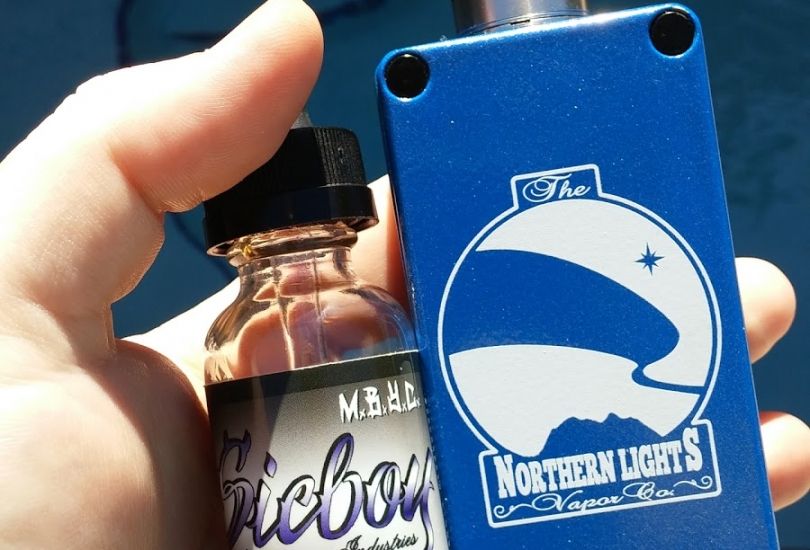 M.B.V.C.
Sicboy
Industries
The
NORTHERN LIGHTS
Vapor Co.